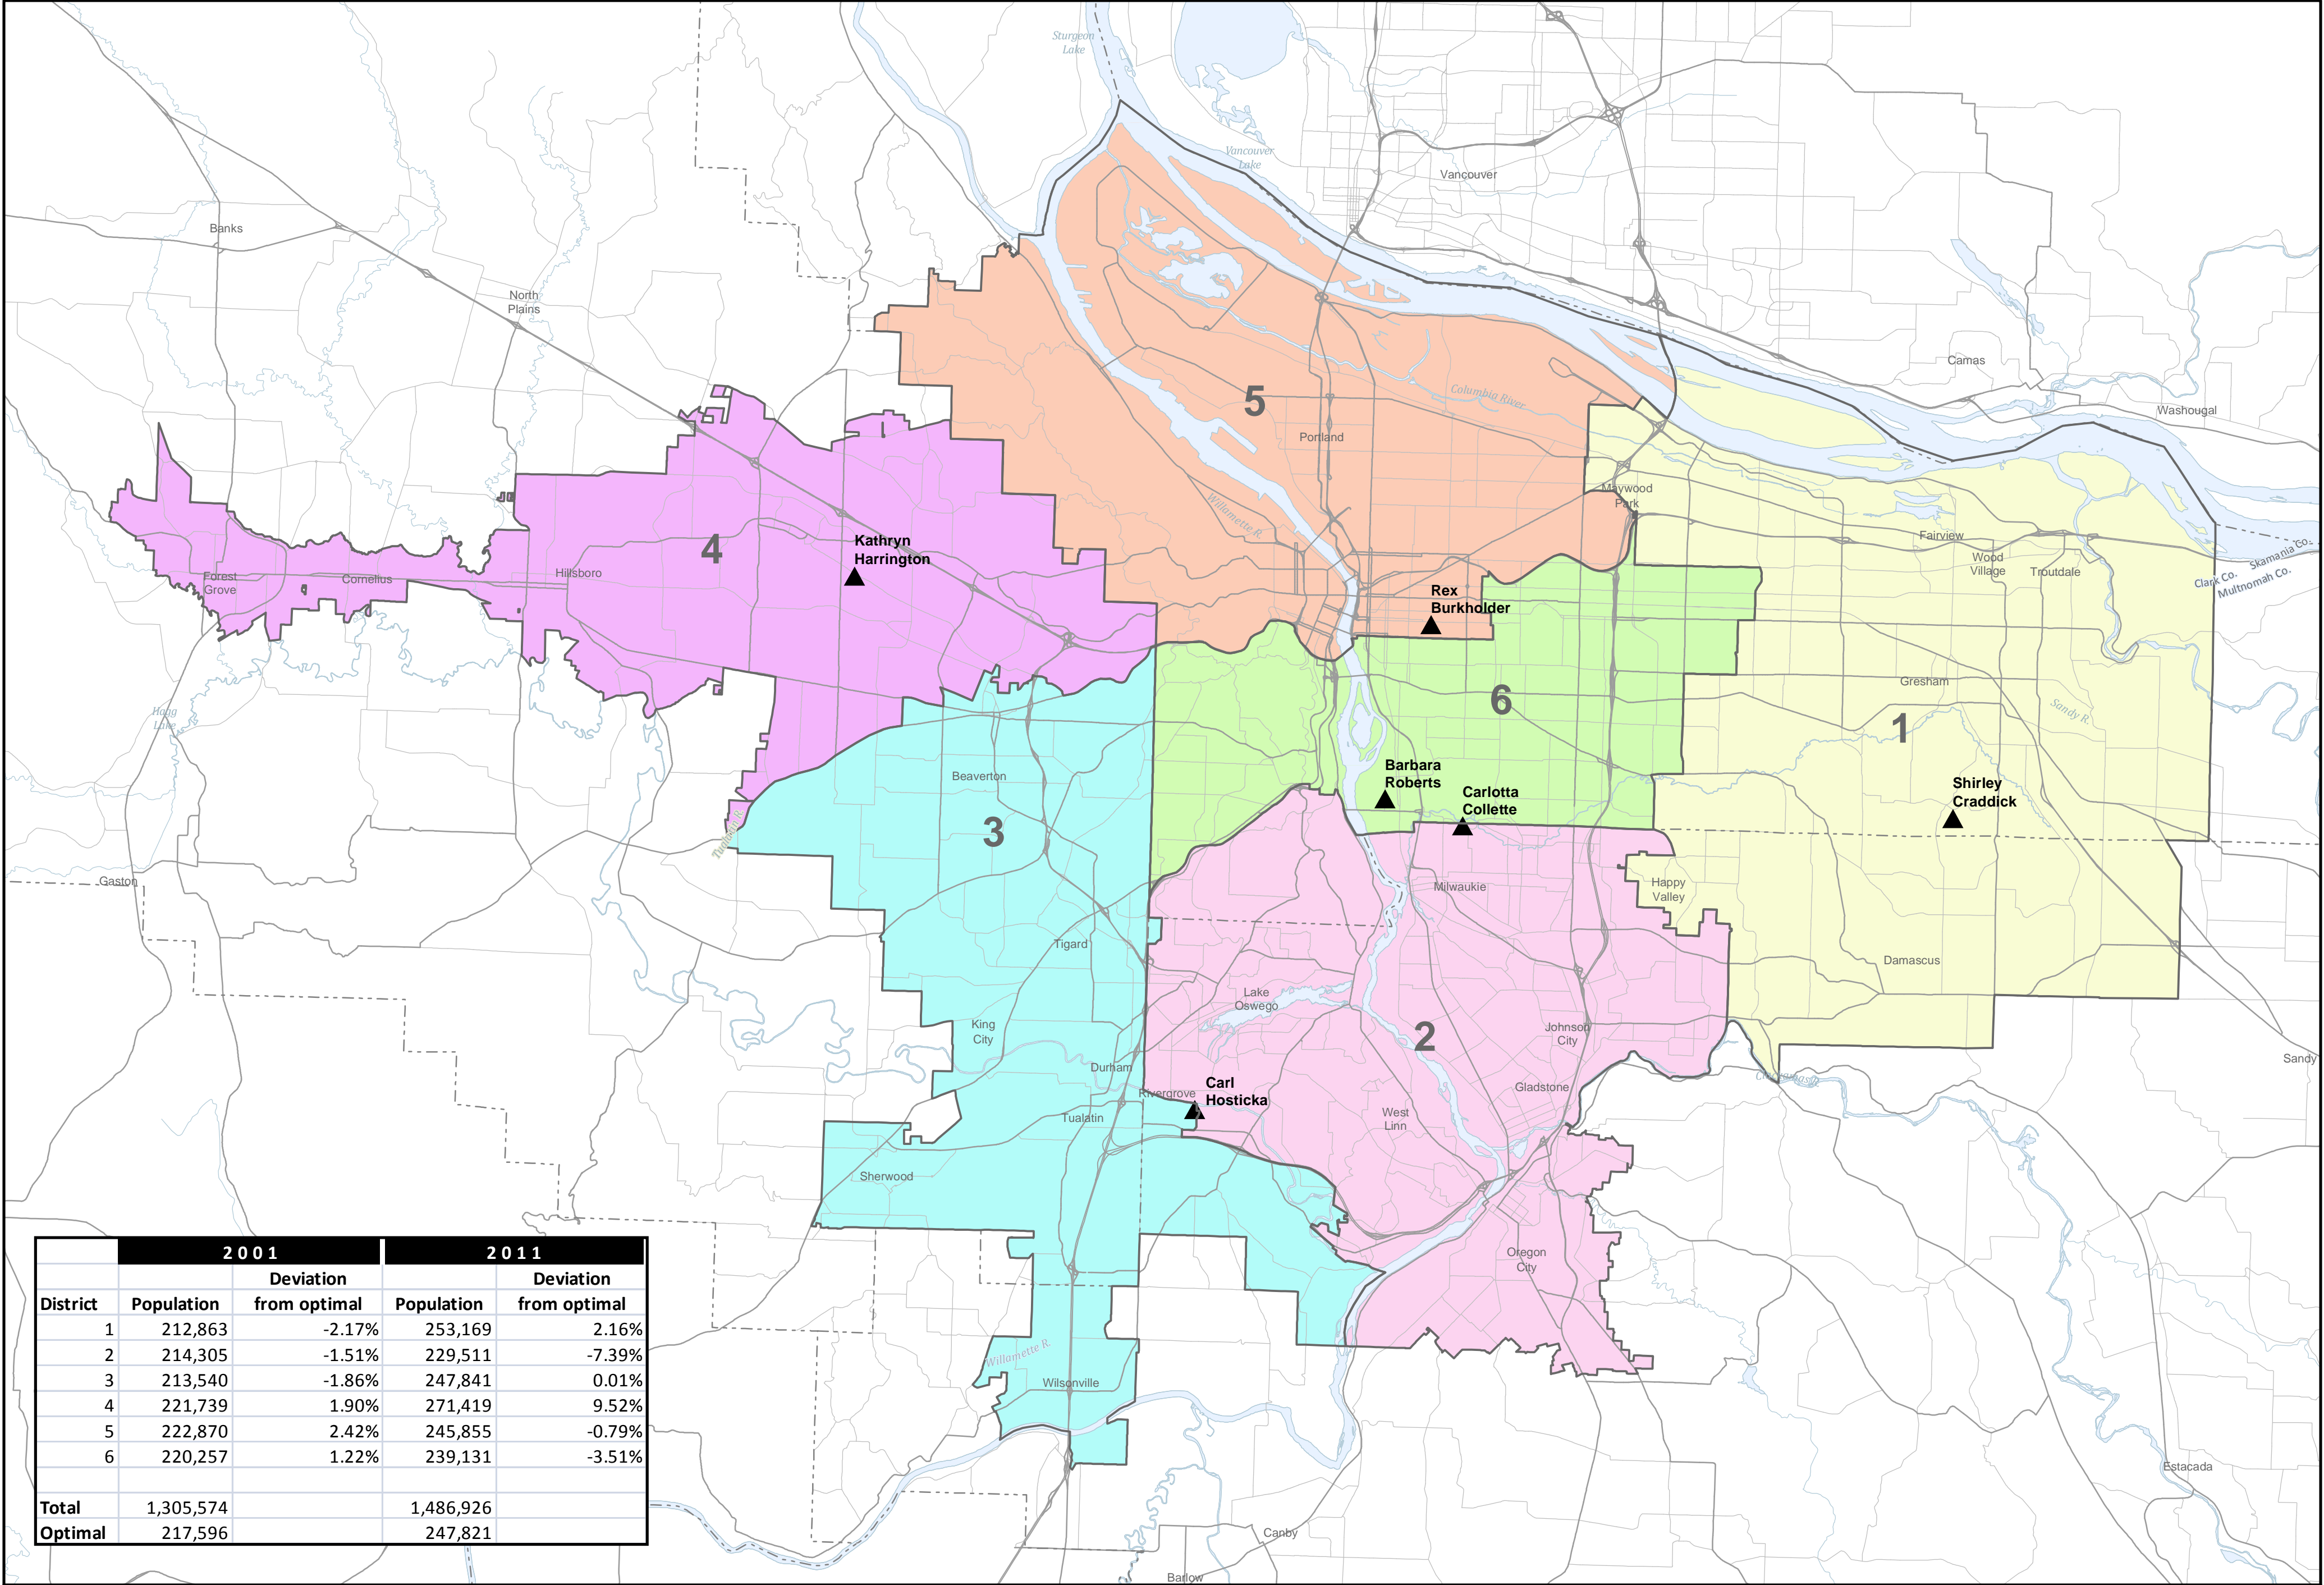 Sturgeon
Lake
Vancouver
Lake
Vancouver
Banks
North
Plains
Camas
Washougal
5
Columbia River
Portland
Maywood
Park
Willamette R.
Fairview
Wood
Village
Troutdale
Skamania Co.
Clark Co.
Multnomah Co.
4
Kathryn
Harrington
Forest
Grove
Cornelius
Hillsboro
Rex
Burkholder
Gresham
Sandy R.
6
1
Hagg
Lake
Beaverton
Barbara
Roberts
Carlotta
Collette
Shirley
Craddick
3
Tualatin R.
Gaston
Milwaukie
Happy
Valley
Tigard
Damascus
Lake
Oswego
King
City
2
Johnson
City
Sandy
Durham
Rivergrove
Carl
Hosticka
Gladstone
Clackamas R.
Tualatin
West
Linn
Sherwood
Oregon
City
Willamette R.
Wilsonville
Estacada
Canby
Barlow
2001 2011
Deviation Deviation
District Population from optimal Population from optimal
1 212,863 -2.17% 253,169 2.16%
2 214,305 -1.51% 229,511 -7.39%
3 213,540 -1.86% 247,841 0.01%
4 221,739 1.90% 271,419 9.52%
5 222,870 2.42% 245,855 -0.79%
6 220,257 1.22% 239,131 -3.51%
Total 1,305,574 1,486,926
Optimal 217,596 247,821